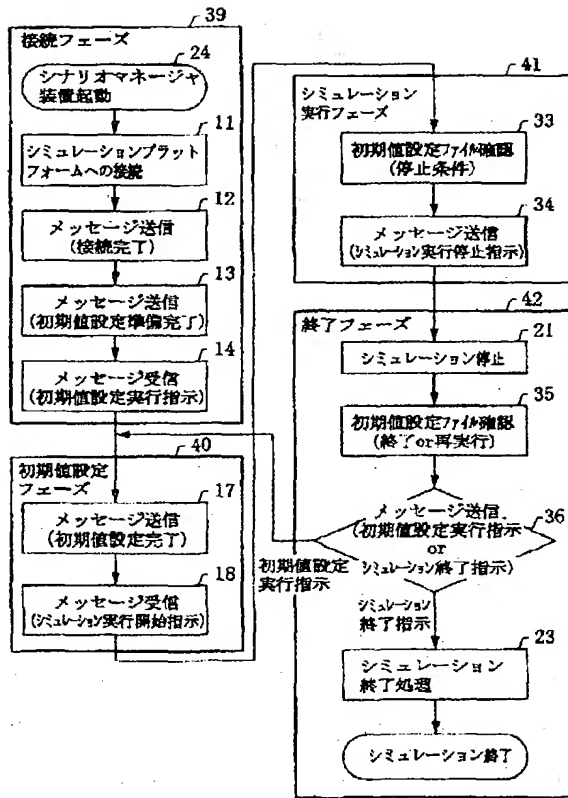 39
接続フェーズ
24
シナリオマネージャ
装置起動
11
シミュレーションプラット
フォームへの接続
12
メッセージ送信
(接続完了)
13
メッセージ送信
(初期値設定準備完了)
14
メッセージ受信
(初期値設定実行指示)
40
初期値設定
フェーズ
17
メッセージ送信
(初期値設定完了)
18
メッセージ受信
(シミュレーション実行開始指示)
41
シミュレーション
実行フェーズ
33
初期値設定ファイル確認
(停止条件)
34
メッセージ送信
(シミュレーション実行停止指示)
42
終了フェーズ
21
シミュレーション停止
35
初期値設定ファイル確認
(終了or再実行)
メッセージ送信
(初期値設定実行指示
or
シミュレーション終了指示)
36
初期値設定
実行指示
シミュレーション
終了指示
23
シミュレーション
終了処理
シミュレーション終了